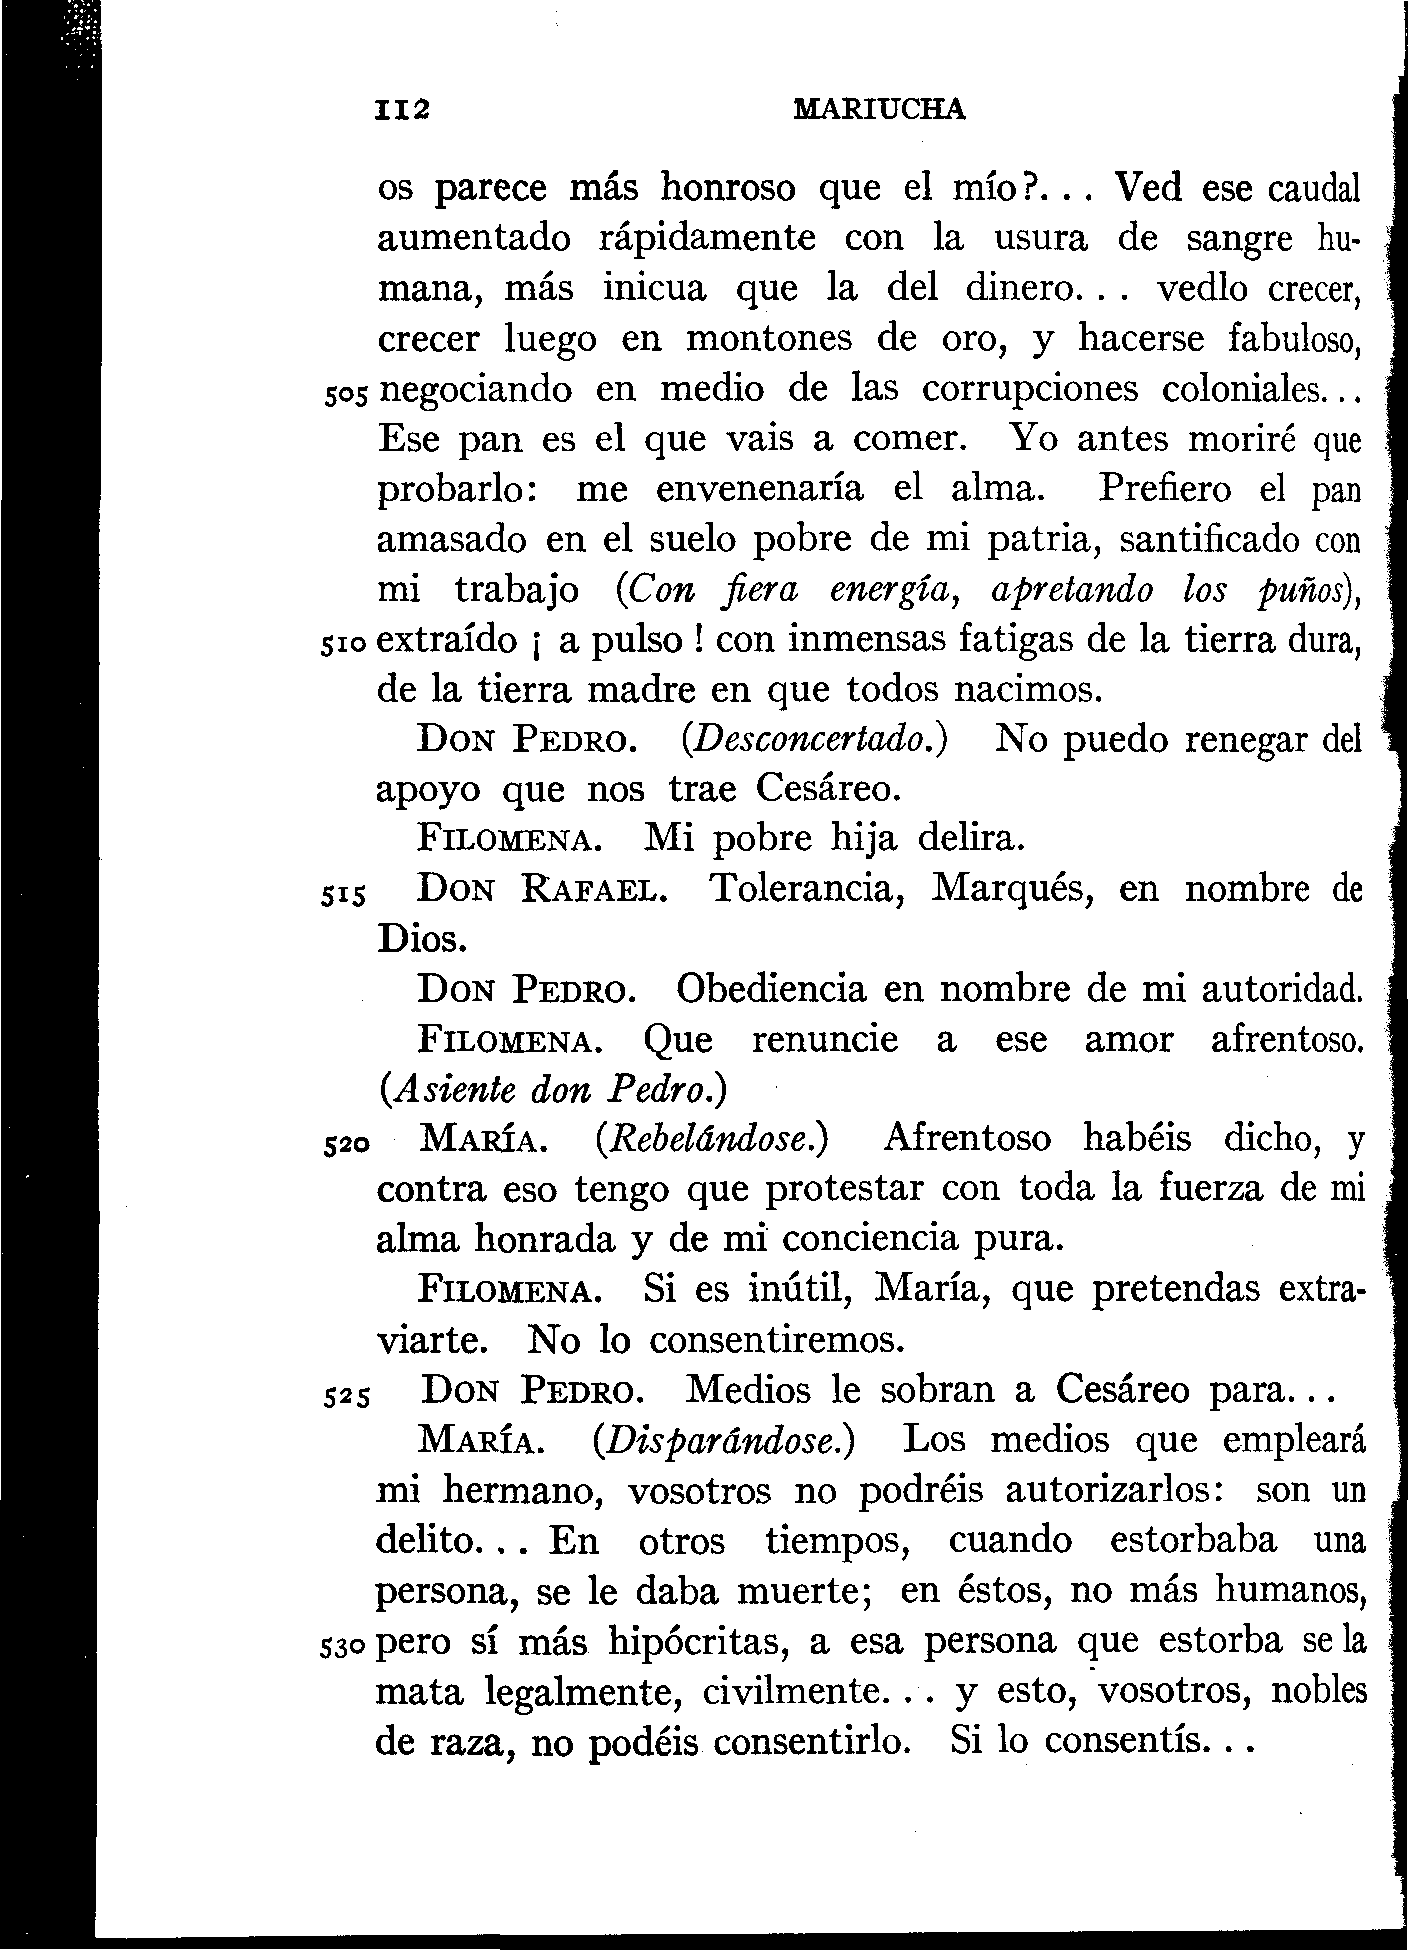 112 MARIUCHA
os parece más honroso que el mío?. . . Ved ese caudal
aumentado rápidamente con la usura de sangre hu-
mana, más inicua que la del dinero. . . vedlo crecer,
crecer luego en montones de oro, y hacerse fabuloso,
505 negociando en medio de las corrupciones coloniales. . .
Ese pan es el que vais a comer. Yo antes moriré que
probarlo: me envenenaría el alma. Prefiero el pan
amasado en el suelo pobre de mi patria, santificado con
mi trabajo (Con fiera energía, apretando los puños),
510 extraído ¡ a pulso ! con inmensas fatigas de la tierra dura,
de la tierra madre en que todos nacimos.
DON PEDRO. (Desconcertado.) No puedo renegar del
apoyo que nos trae Cesáreo.
FILOMENA. Mi pobre hija delira.
515 DON RAFAEL. Tolerancia, Marqués, en nombre de
Dios.
DON PEDRO. Obediencia en nombre de mi autoridad.
FILOMENA. Que renuncie a ese amor afrentoso.
(Asiente don Pedro.)
520 MARÍA. (Rebelándose.) Afrentoso habéis dicho, y
contra eso tengo que protestar con toda la fuerza de mi
alma honrada y de mi conciencia pura.
FILOMENA. Si es inútil, María, que pretendas extra-
viarte. No lo consentiremos.
525 DON PEDRO. Medios le sobran a Cesáreo para. . .
MARÍA. (Disparándose.) Los medios que empleará
mi hermano, vosotros no podréis autorizarlos: son un
delito. . . En otros tiempos, cuando estorbaba una
persona, se le daba muerte; en éstos, no más humanos,
530 pero sí más hipócritas, a esa persona que estorba se la
mata legalmente, civilmente. . . y esto, vosotros, nobles
de raza, no podéis consentirlo. Si lo consentís. . .